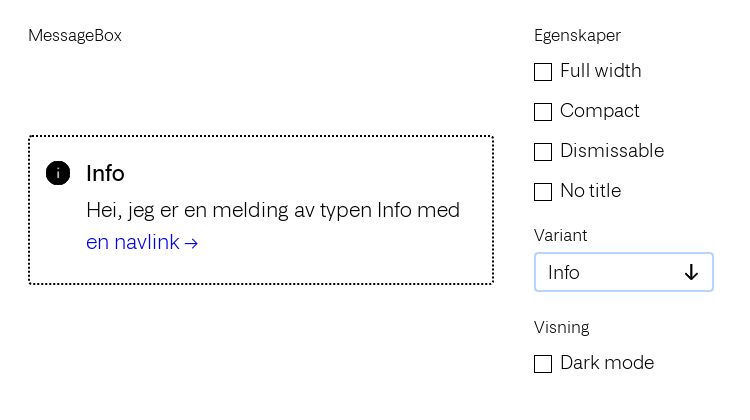 MessageBox
Info
Hei, jeg er en melding av typen Info med
en navlink →
Egenskaper
Full width
Compact
Dismissable
No title
Variant
Info
Visning
Dark mode